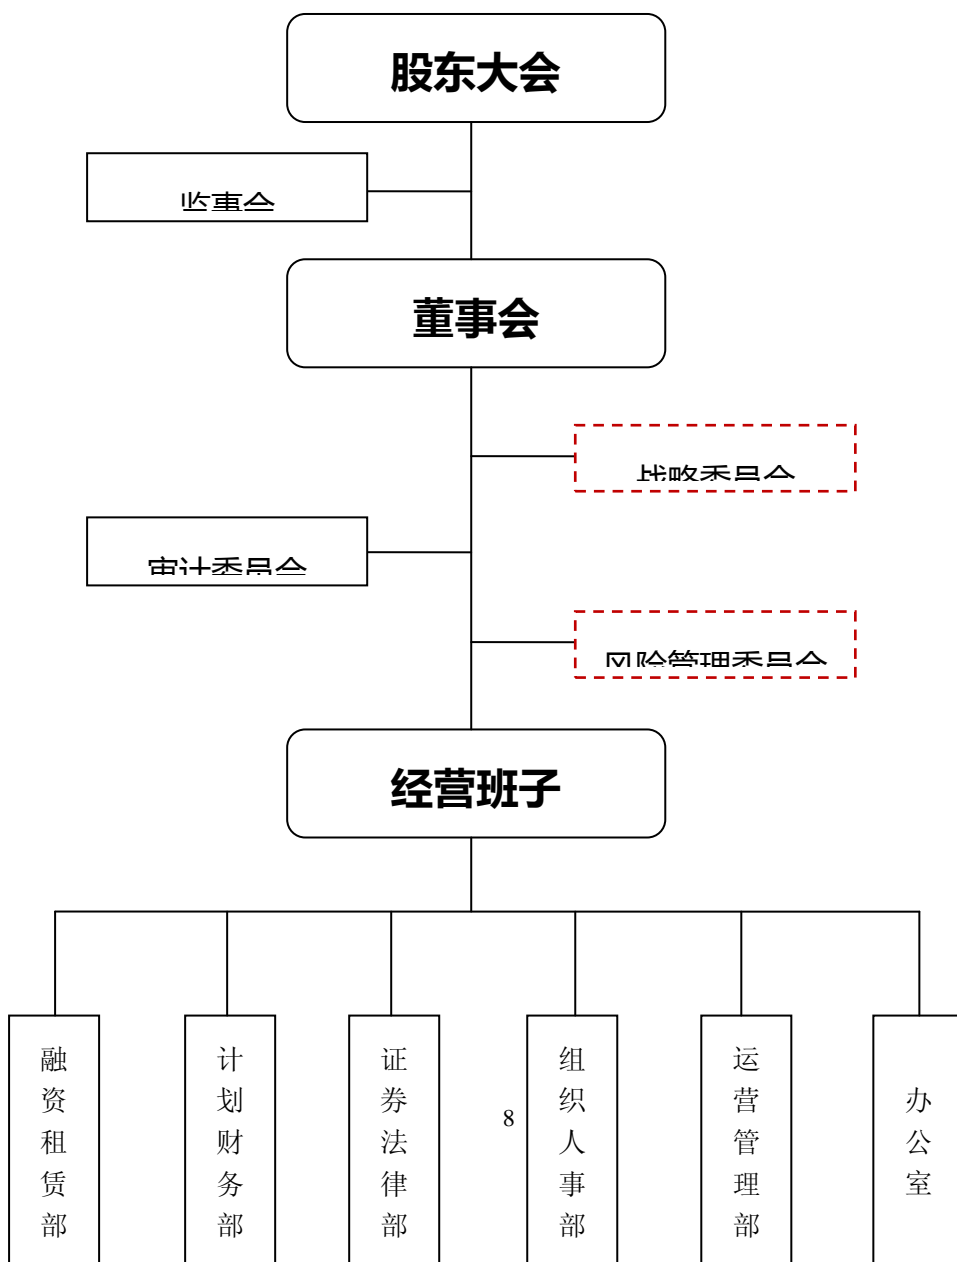 股东大会
监事会
董事会
战略委员会
审计委员会
风险管理委员会
经营班子
融资租赁部
计划财务部
证券法律部
8
组织人事部
运营管理部
办公室